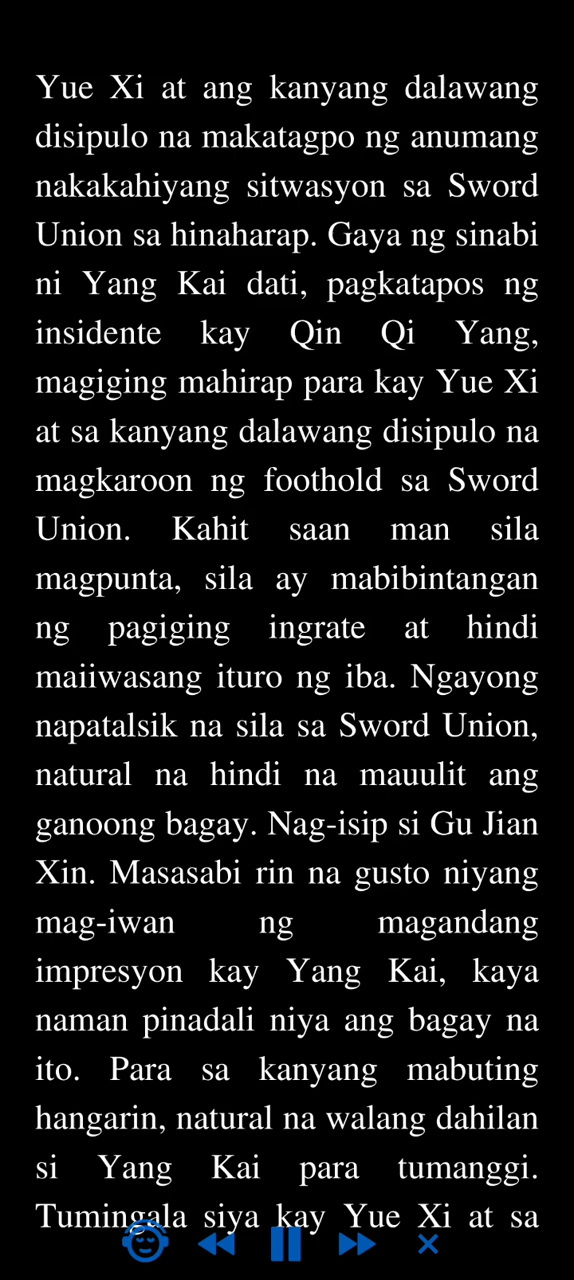 Yue Xi at ang kanyang dalawang
disipulo na makatagpo ng anumang
nakakahiyang sitwasyon sa Sword
Union sa hinaharap. Gaya ng sinabi
ni Yang Kai dati, pagkatapos ng
insidente kay Qin Qi Yang,
magiging mahirap para kay Yue Xi
at sa kanyang dalawang disipulo na
magkaroon ng foothold sa Sword
Union. Kahit saan man sila
magpunta, sila ay mabibintangan
ng pagiging ingrate at hindi
maiiwasang ituro ng iba. Ngayong
napatalsik na sila sa Sword Union,
natural na hindi na mauulit ang
ganoong bagay. Nag-isip si Gu Jian
Xin. Masasabi rin na gusto niyang
mag-iwan ng magandang
impresyon kay Yang Kai, kaya
naman pinadali niya ang bagay na
ito. Para sa kanyang mabuting
hangarin, natural na walang dahilan
si Yang Kai para tumanggi.
Tumingala siya kay Yue Xi at sa